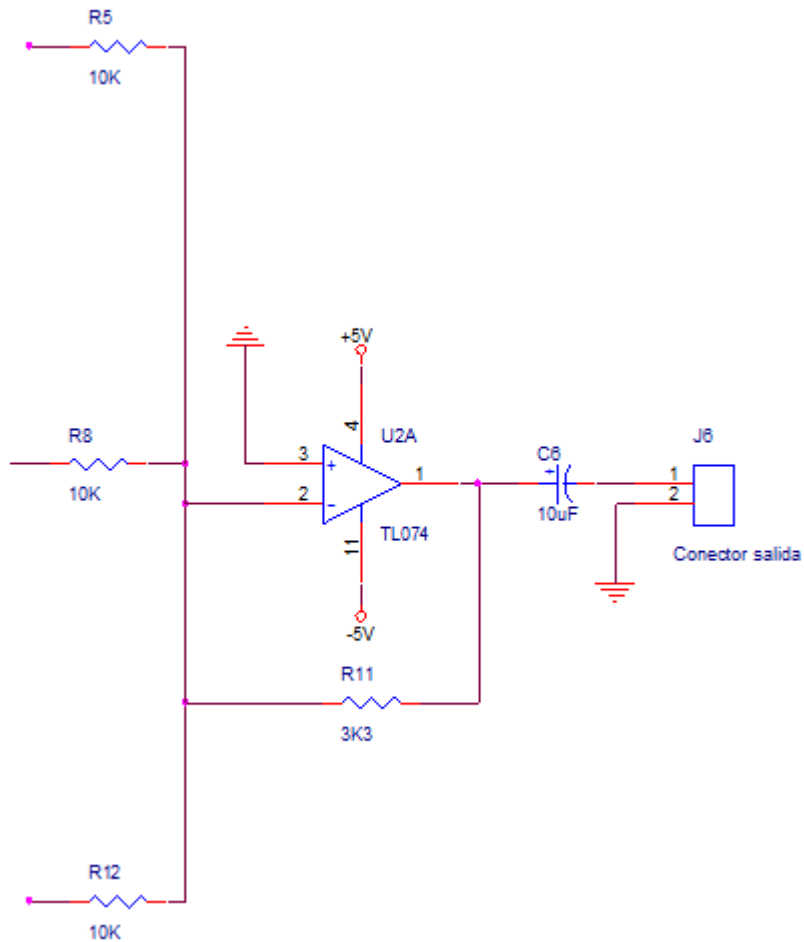 R5
10K
+5V
4
R8
10K
3
+
2
-
U2A
1
TL074
11
-5V
C6
+
10uF
J6
1
2
Conector salida
R11
3K3
R12
10K